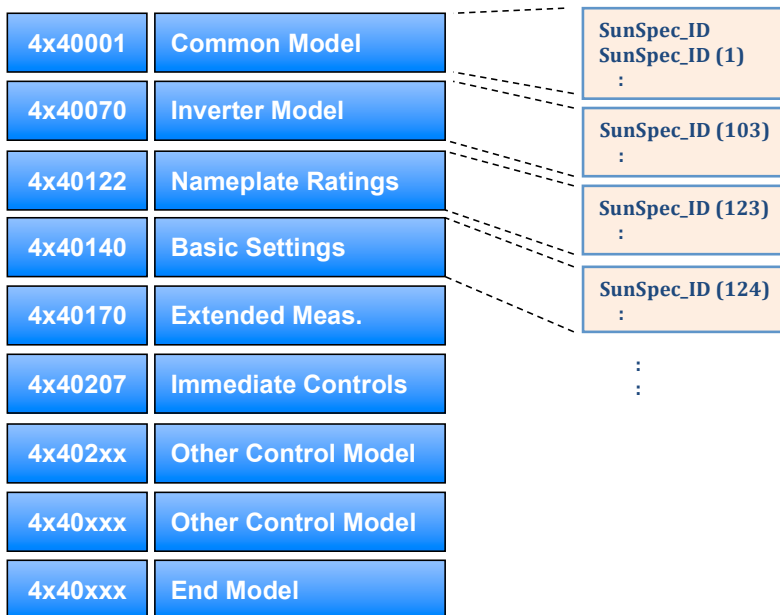 4x40001 Common Model
4x40070 Inverter Model
4x40122 Nameplate Ratings
4x40140 Basic Settings
4x40170 Extended Meas.
4x40207 Immediate Controls
4x402xx Other Control Model
4x40xxx Other Control Model
4x40xxx End Model
SunSpec_ID
SunSpec_ID (1)
:
SunSpec_ID (103)
:
SunSpec_ID (123)
:
SunSpec_ID (124)
:
:
: